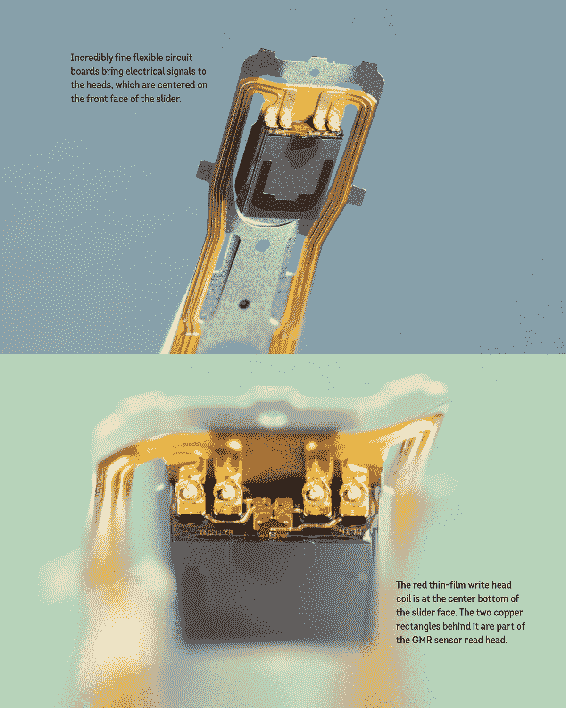 Incredibly fine flexible circuit
boards bring electrical signals to
the heads, which are centered on
the front face of the slider.
The red thin-film write head
coil is at the center bottom of
the slider face. The two copper
rectangles behind it are part of
the GMR sensor read head.